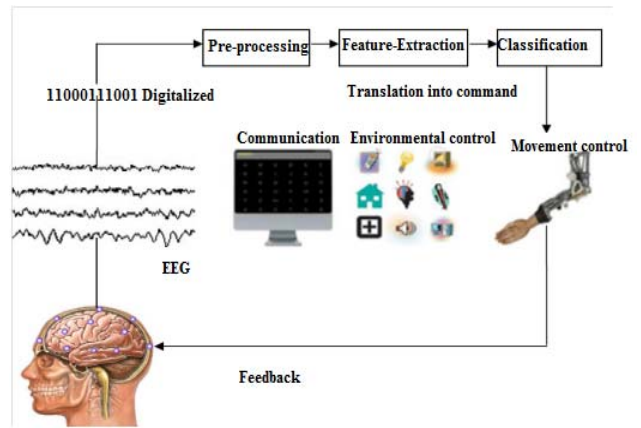 Pre-processing
Feature-Extraction
Classification
11000111001 Digitalized
Translation into command
Communication
Environmental control
Movement control
EEG
Feedback